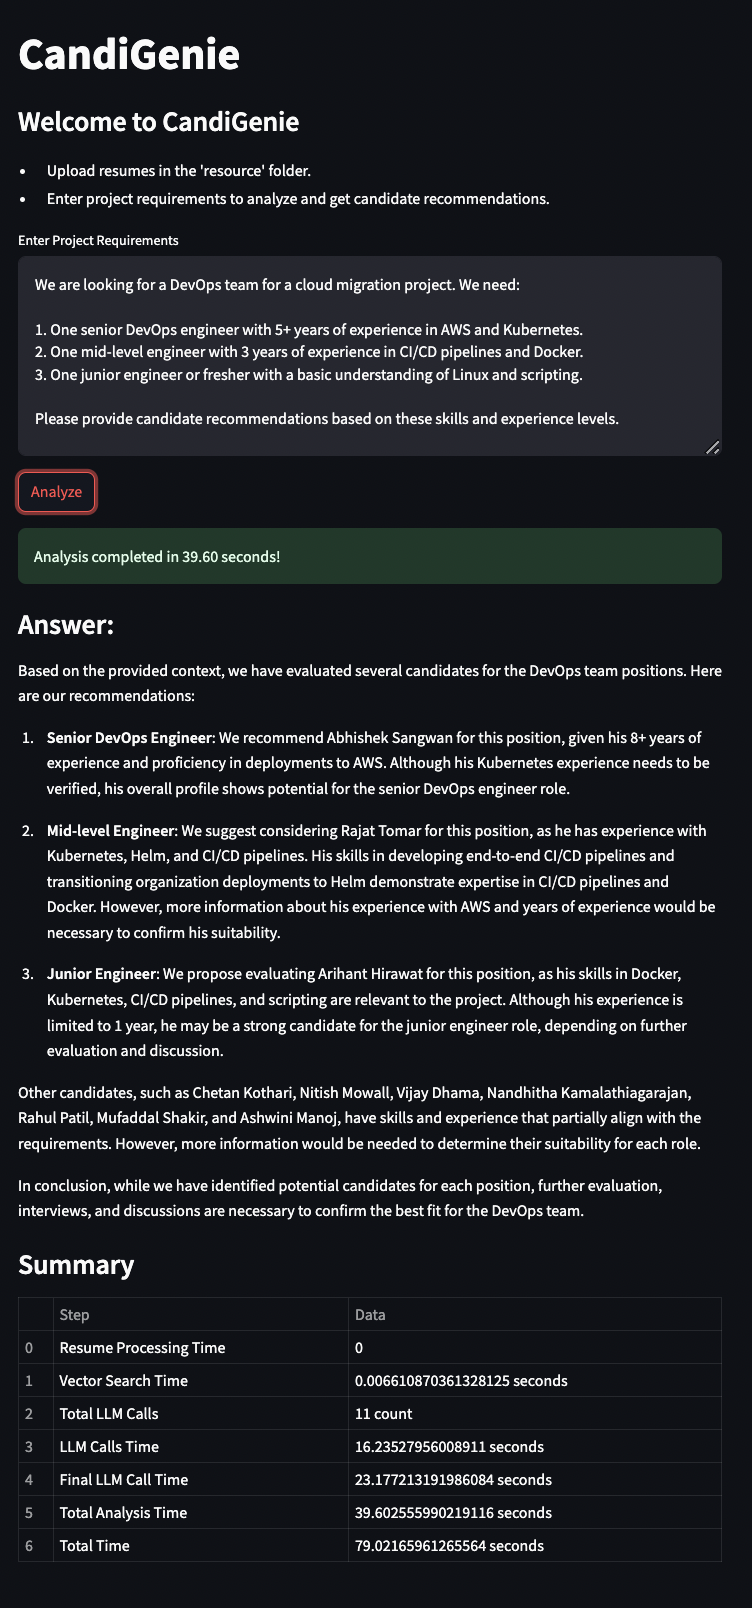 CandiGenie
Welcome to CandiGenie
• Upload resumes in the 'resource' folder.
• Enter project requirements to analyze and get candidate recommendations.
Enter Project Requirements
We are looking for a DevOps team for a cloud migration project. We need:
1. One senior DevOps engineer with 5+ years of experience in AWS and Kubernetes.
2. One mid-level engineer with 3 years of experience in CI/CD pipelines and Docker.
3. One junior engineer or fresher with a basic understanding of Linux and scripting.
Please provide candidate recommendations based on these skills and experience levels.
Analyze
Analysis completed in 39.60 seconds!
Answer:
Based on the provided context, we have evaluated several candidates for the DevOps team positions. Here
are our recommendations:
1. Senior DevOps Engineer: We recommend Abhishek Sangwan for this position, given his 8+ years of
experience and proficiency in deployments to AWS. Although his Kubernetes experience needs to be
verified, his overall profile shows potential for the senior DevOps engineer role.
2. Mid-level Engineer: We suggest considering Rajat Tomar for this position, as he has experience with
Kubernetes, Helm, and CI/CD pipelines. His skills in developing end-to-end CI/CD pipelines and
transitioning organization deployments to Helm demonstrate expertise in CI/CD pipelines and
Docker. However, more information about his experience with AWS and years of experience would be
necessary to confirm his suitability.
3. Junior Engineer: We propose evaluating Arihant Hirawat for this position, as his skills in Docker,
Kubernetes, CI/CD pipelines, and scripting are relevant to the project. Although his experience is
limited to 1 year, he may be a strong candidate for the junior engineer role, depending on further
evaluation and discussion.
Other candidates, such as Chetan Kothari, Nitish Mowall, Vijay Dhama, Nandhitha Kamalathiagarajan,
Rahul Patil, Mufaddal Shakir, and Ashwini Manoj, have skills and experience that partially align with the
requirements. However, more information would be needed to determine their suitability for each role.
In conclusion, while we have identified potential candidates for each position, further evaluation,
interviews, and discussions are necessary to confirm the best fit for the DevOps team.
Summary
Step Data
0 Resume Processing Time 0
1 Vector Search Time 0.006610870361328125 seconds
2 Total LLM Calls 11 count
3 LLM Calls Time 16.23527956008911 seconds
4 Final LLM Call Time 23.177213191986084 seconds
5 Total Analysis Time 39.602555990219116 seconds
6 Total Time 79.02165961265564 seconds